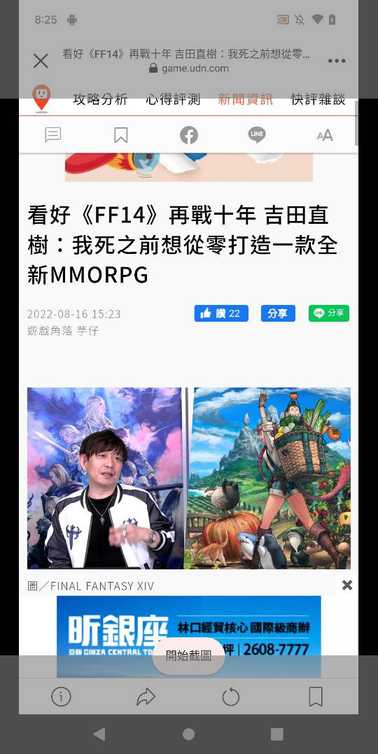 8:25
看好《FF14》再戰十年 吉田直樹：我死之前想從零...
game.udn.com
攻略分析 心得評測 新聞資訊 快評雜談
LINE
AA
看好《FF14》再戰十年 吉田直
樹：我死之前想從零打造一款全
新MMORPG
2022-08-16 15:23
讚 22 分享 分享
遊戲角落 芋仔
圖／FINAL FANTASY XIV
昕銀座
林口經貿核心 國際級商辦
GINZA CENTRAL
坪 2608-7777
開始截圖